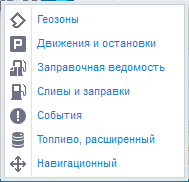 Геозоны
Движения и остановки
Заправочная ведомость
Сливы и заправки
События
Топливо, расширенный
Навигационный